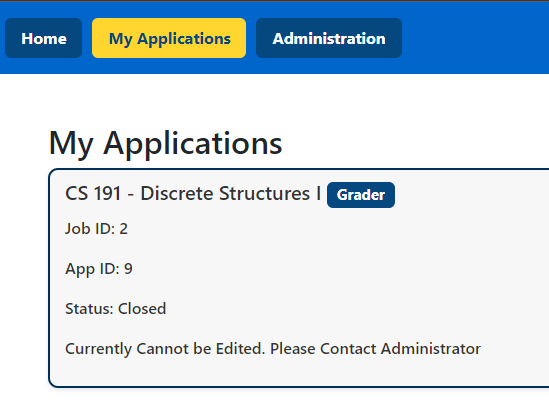 Home My Applications Administration
My Applications
CS 191 - Discrete Structures I Grader
Job ID: 2
App ID: 9
Status: Closed
Currently Cannot be Edited. Please Contact Administrator